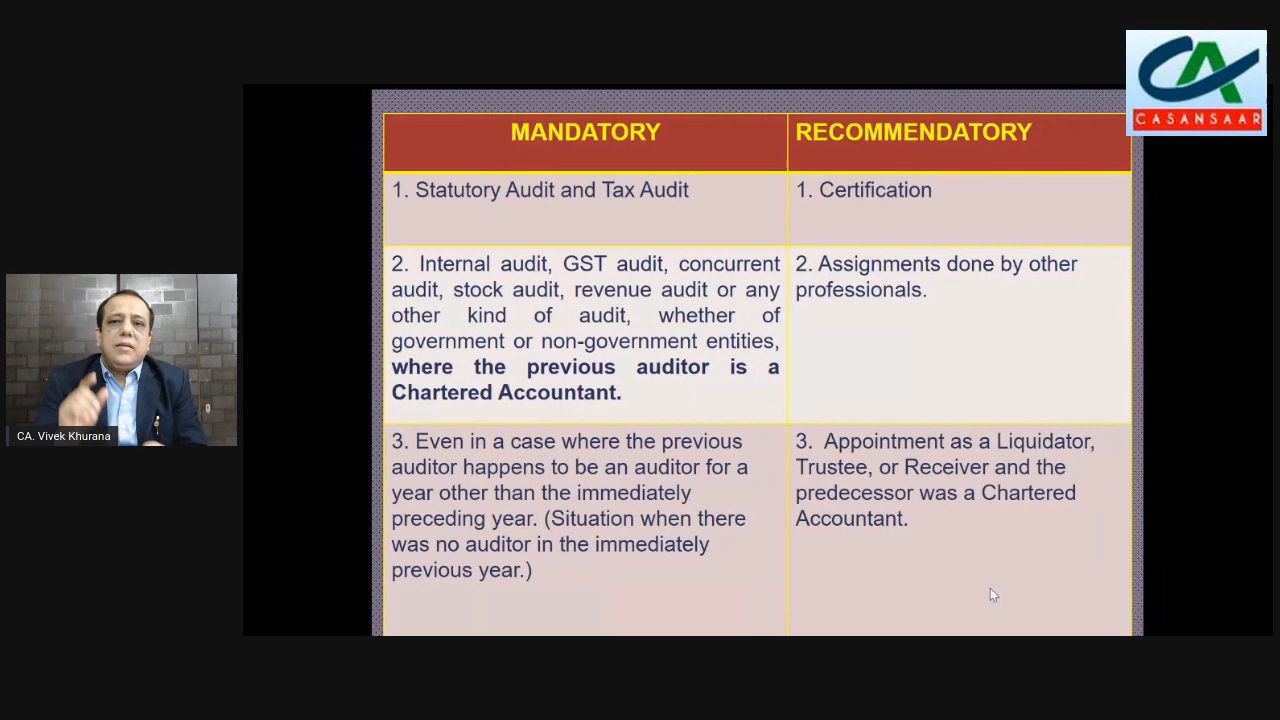 CASANSAAR
MANDATORY
RECOMMENDATORY
1. Statutory Audit and Tax Audit
1. Certification
2. Internal audit, GST audit, concurrent
audit, stock audit, revenue audit or any
other kind of audit, whether of
government or non-government entities,
where the previous auditor is a
Chartered Accountant.
2. Assignments done by other
professionals.
3. Even in a case where the previous
auditor happens to be an auditor for a
year other than the immediately
preceding year. (Situation when there
was no auditor in the immediately
previous year.)
3. Appointment as a Liquidator,
Trustee, or Receiver and the
predecessor was a Chartered
Accountant.
CA. Vivek Khurana